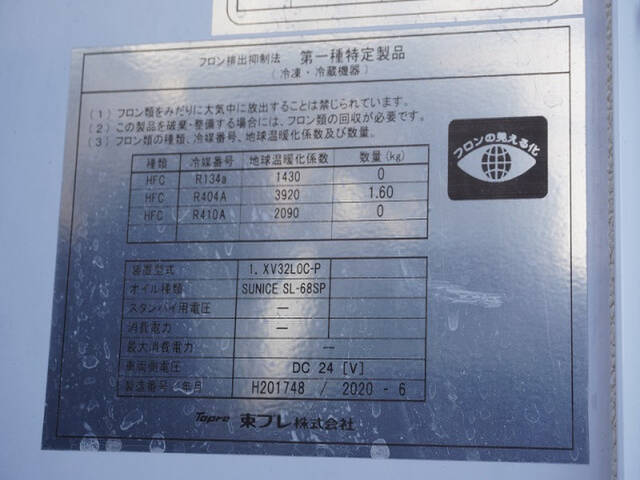 フロン排出抑制法 第一種特定製品
(冷凍・冷蔵機器)
(1) フロン類をみだりに大気中に放出することは禁じられています。
(2) この製品を破棄・整備する場合には、フロン類の回収が必要です。
(3) フロン類の種類、冷媒番号、地球温暖化係数及び数量。
種類 冷媒番号 地球温暖化係数 数量(kg)
HFC R134a 1430 0
HFC R404A 3920 1.60
HFC R410A 2090 0
フロンの見える化
装置型式 1. XV32LOC-P
オイル種類 SUNICE SL-68SP
スタンバイ用電圧 —
消費電力 —
最大消費電力 —
車両側電圧 DC 24 [V]
製造番号/年月 H201748 / 2020 - 6
Topre 東プレ株式会社